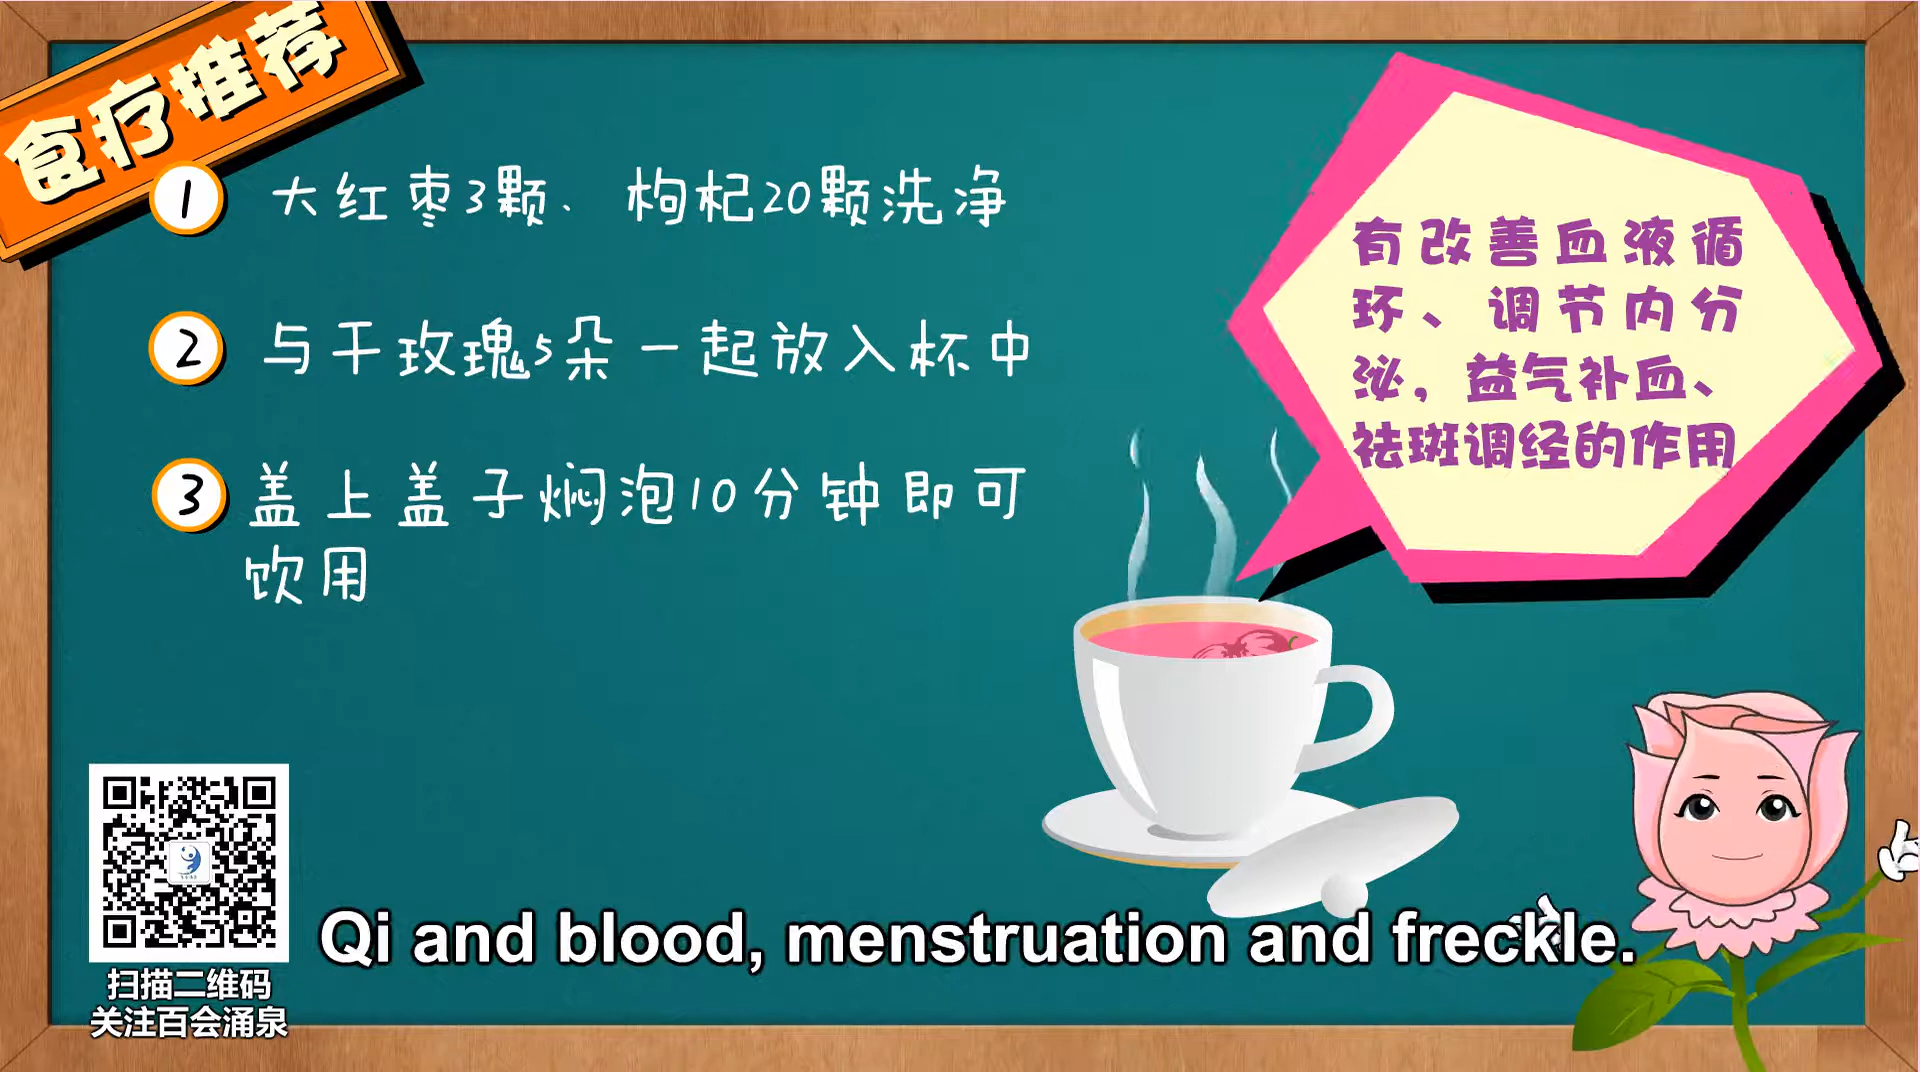 食疗推荐
1 大红枣3颗、枸杞20颗洗净
2 与干玫瑰5朵一起放入杯中
3 盖上盖子焖泡10分钟即可
饮用
有改善血液循
环、调节内分
泌，益气补血、
祛斑调经的作用
Qi and blood, menstruation and freckle.
扫描二维码
关注百会涌泉